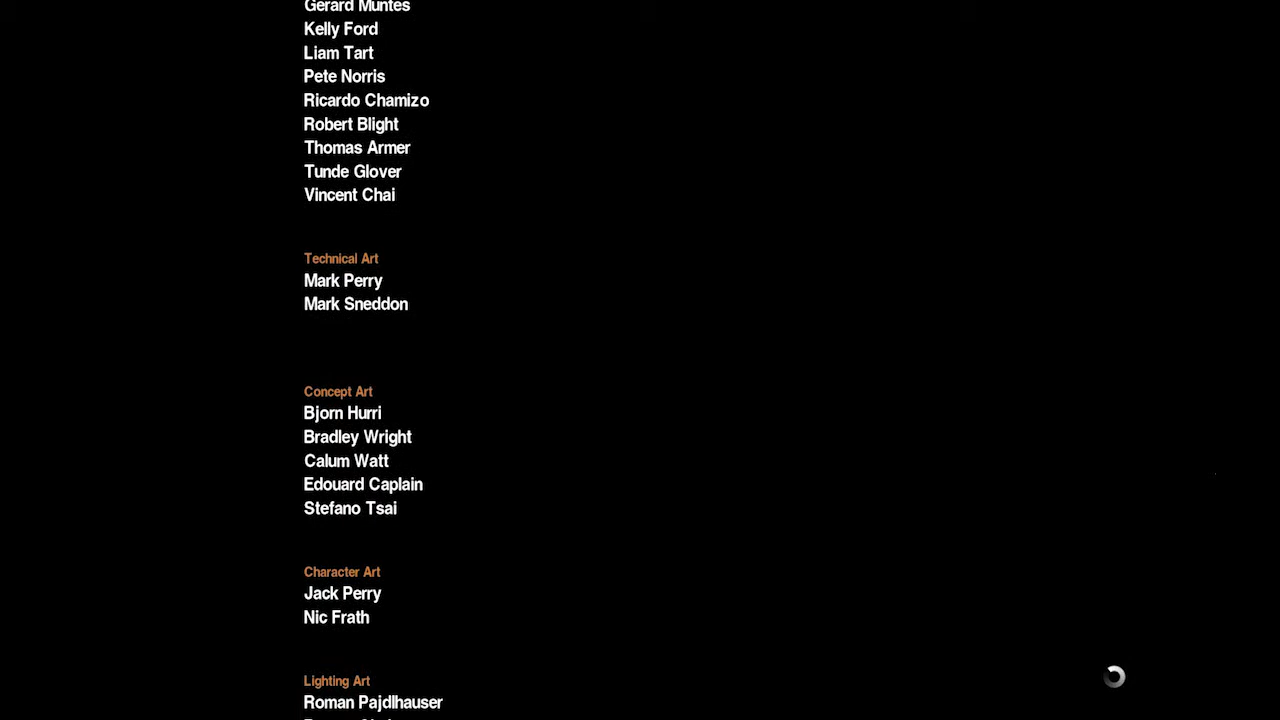 Gerard Muntes
Kelly Ford
Liam Tart
Pete Norris
Ricardo Chamizo
Robert Blight
Thomas Armer
Tunde Glover
Vincent Chai
Technical Art
Mark Perry
Mark Sneddon
Concept Art
Bjorn Hurri
Bradley Wright
Calum Watt
Edouard Caplain
Stefano Tsai
Character Art
Jack Perry
Nic Frath
Lighting Art
Roman Pajdlhauser